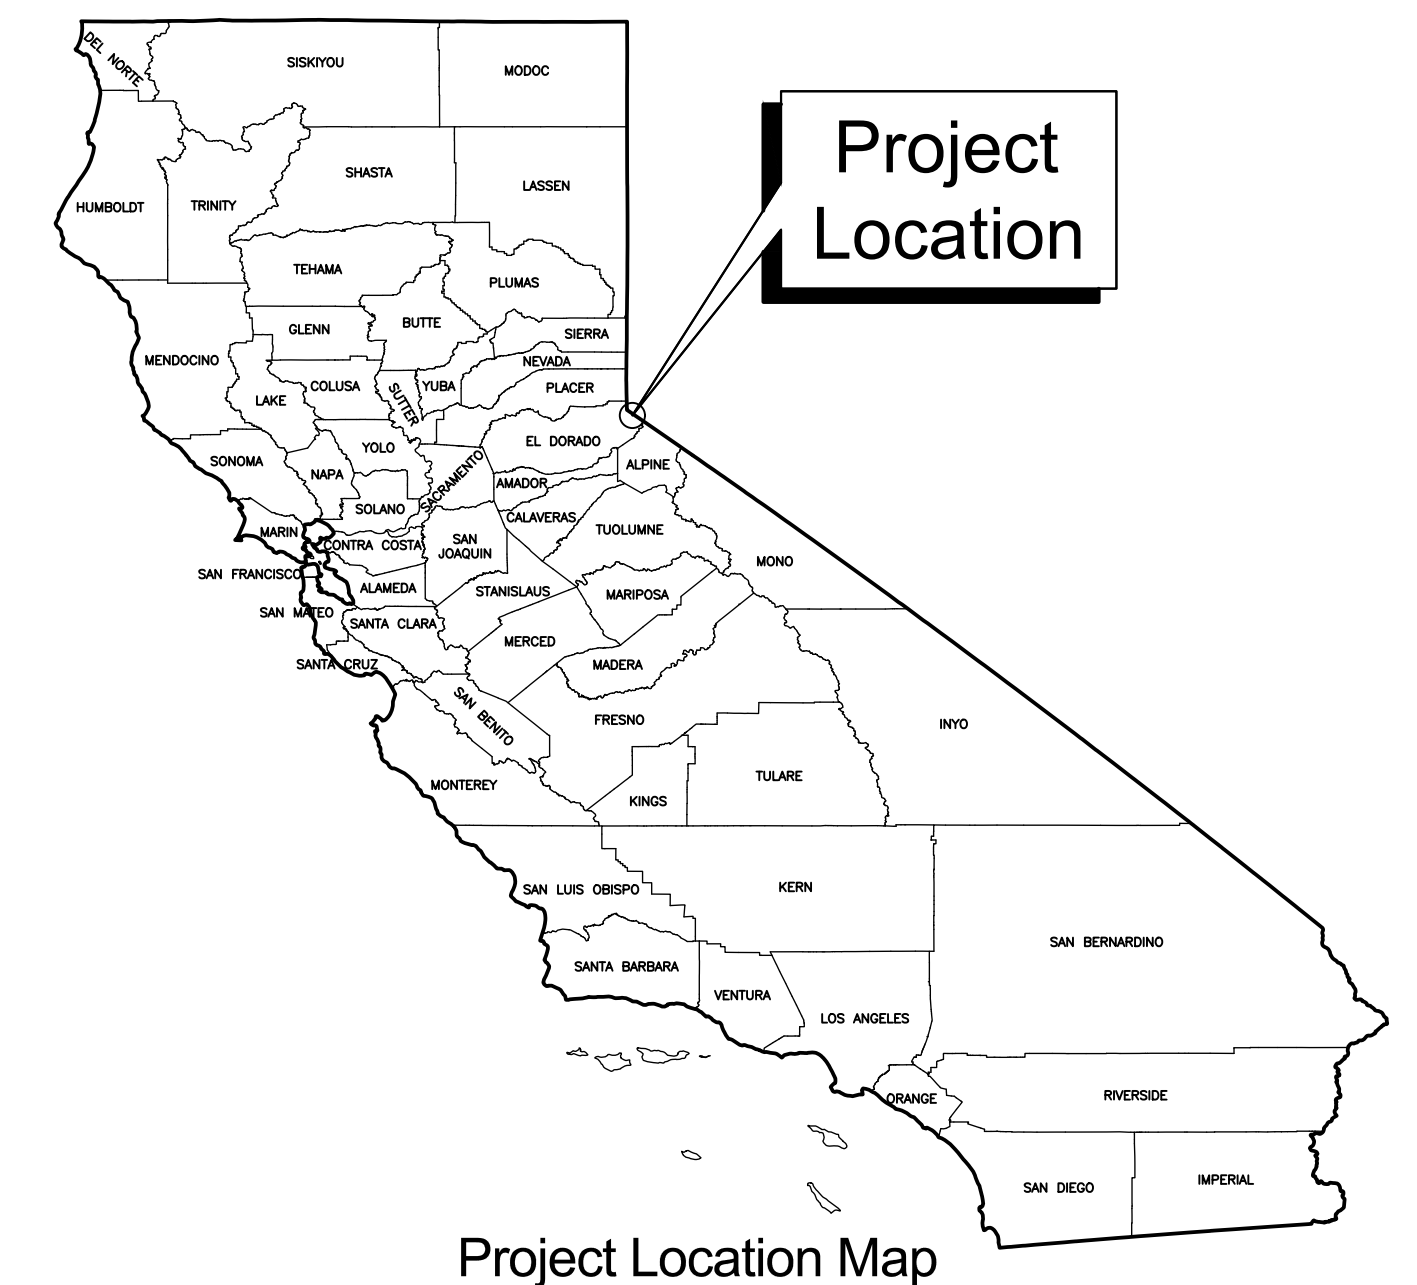 DEL NORTE
SISKIYOU
MODOC
Project
Location
SHASTA
LASSEN
HUMBOLDT
TRINITY
TEHAMA
PLUMAS
GLENN
BUTTE
SIERRA
MENDOCINO
NEVADA
COLUSA
SUTTER
YUBA
PLACER
LAKE
EL DORADO
YOLO
SONOMA
NAPA
SACRAMENTO
ALPINE
AMADOR
SOLANO
CALAVERAS
MARIN
TUOLUMNE
CONTRA COSTA
SAN
JOAQUIN
MONO
SAN FRANCISCO
ALAMEDA
STANISLAUS
MARIPOSA
SAN MATEO
SANTA CLARA
MERCED
SANTA CRUZ
MADERA
SAN BENITO
FRESNO
INYO
MONTEREY
TULARE
KINGS
SAN LUIS OBISPO
KERN
SAN BERNARDINO
SANTA BARBARA
VENTURA
LOS ANGELES
ORANGE
RIVERSIDE
SAN DIEGO
IMPERIAL
Project Location Map